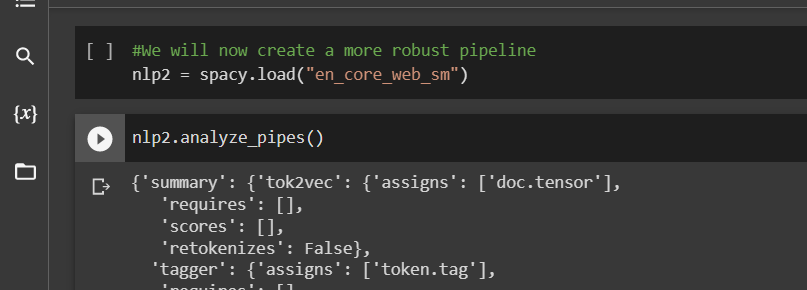 [ ] #We will now create a more robust pipeline
nlp2 = spacy.load("en_core_web_sm")
{x}
nlp2.analyze_pipes()
{'summary': {'tok2vec': {'assigns': ['doc.tensor'],
'requires': [],
'scores': [],
'retokenizes': False},
'tagger': {'assigns': ['token.tag'],